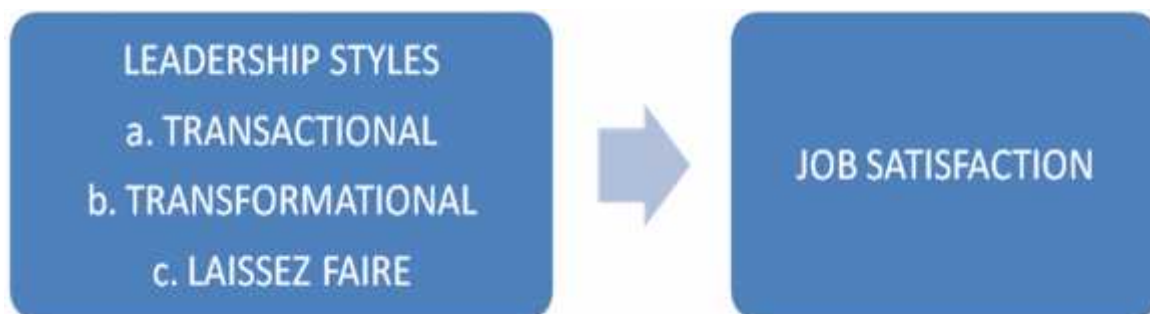 LEADERSHIP STYLES
a. TRANSACTIONAL
b. TRANSFORMATIONAL
c. LAISSEZ FAIRE
JOB SATISFACTION